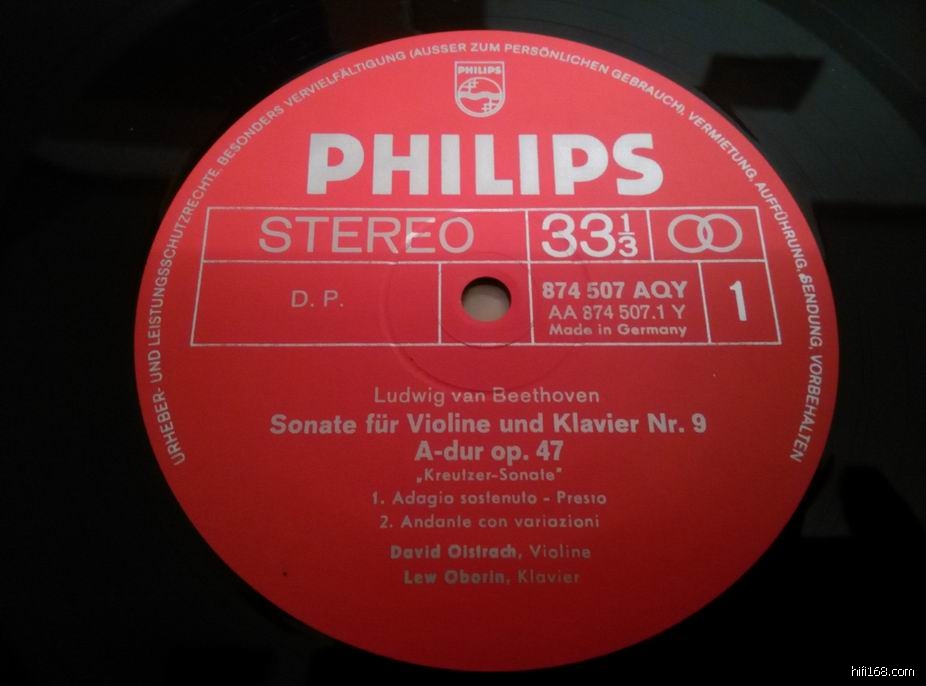 URHEBER- UND LEISTUNGSSCHUTZRECHTE. BESONDERS VERVIELFÄLTIGUNG (AUSSER ZUM PERSÖNLICHEN GEBRAUCH), VERMIETUNG, AUFFÜHRUNG, SENDUNG, VORBEHALTEN
PHILIPS
PHILIPS
STEREO 33 1/3
D. P. 874 507 AQY 1
AA 874 507.1 Y
Made in Germany
Ludwig van Beethoven
Sonate für Violine und Klavier Nr. 9
A-dur op. 47
„Kreutzer-Sonate"
1. Adagio sostenuto - Presto
2. Andante con variazioni
David Oistrach, Violine
Lew Oborin, Klavier
hifi168.com